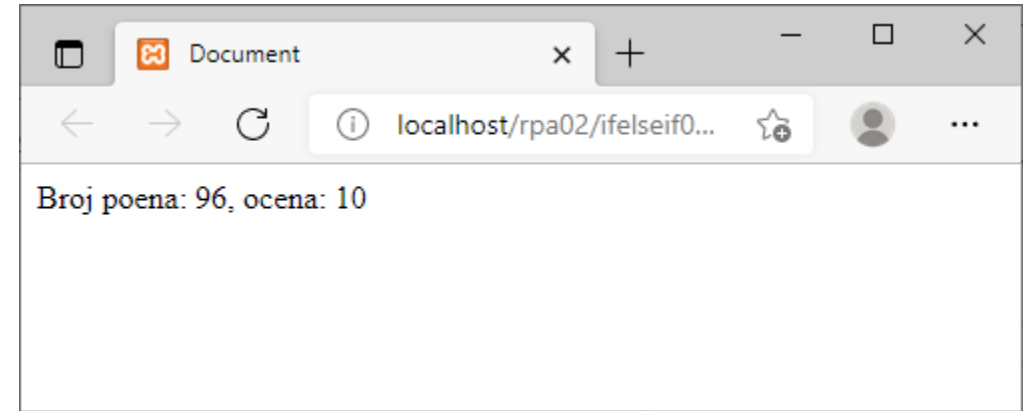 Document
localhost/rpa02/ifelseif0...
Broj poena: 96, ocena: 10